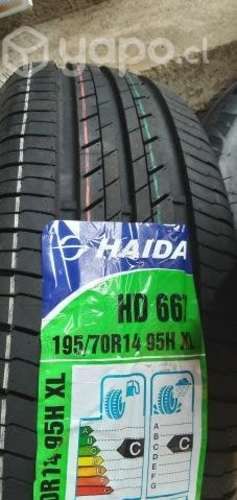 yapo.cl
HAIDA
HD 667
195/70R14 95H XL
0R14 95H XL
C
A
B
C
D
E
F
G
C